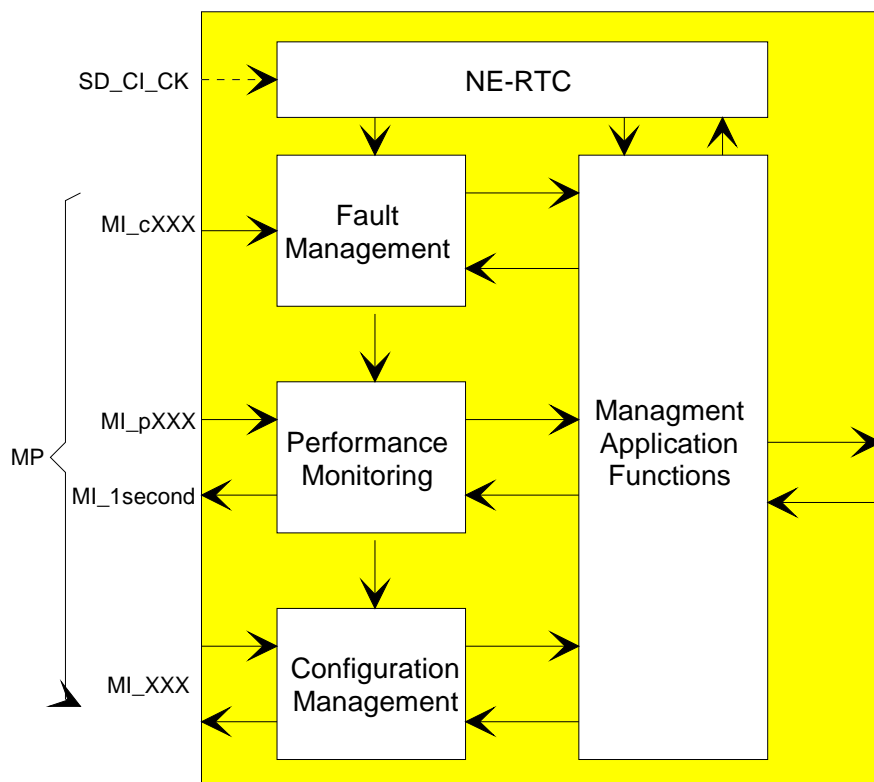 SD_CI_CK
NE-RTC
MI_cXXX
Fault
Management
MI_pXXX
Performance
Monitoring
Managment
Application
Functions
MP
MI_1second
MI_XXX
Configuration
Management